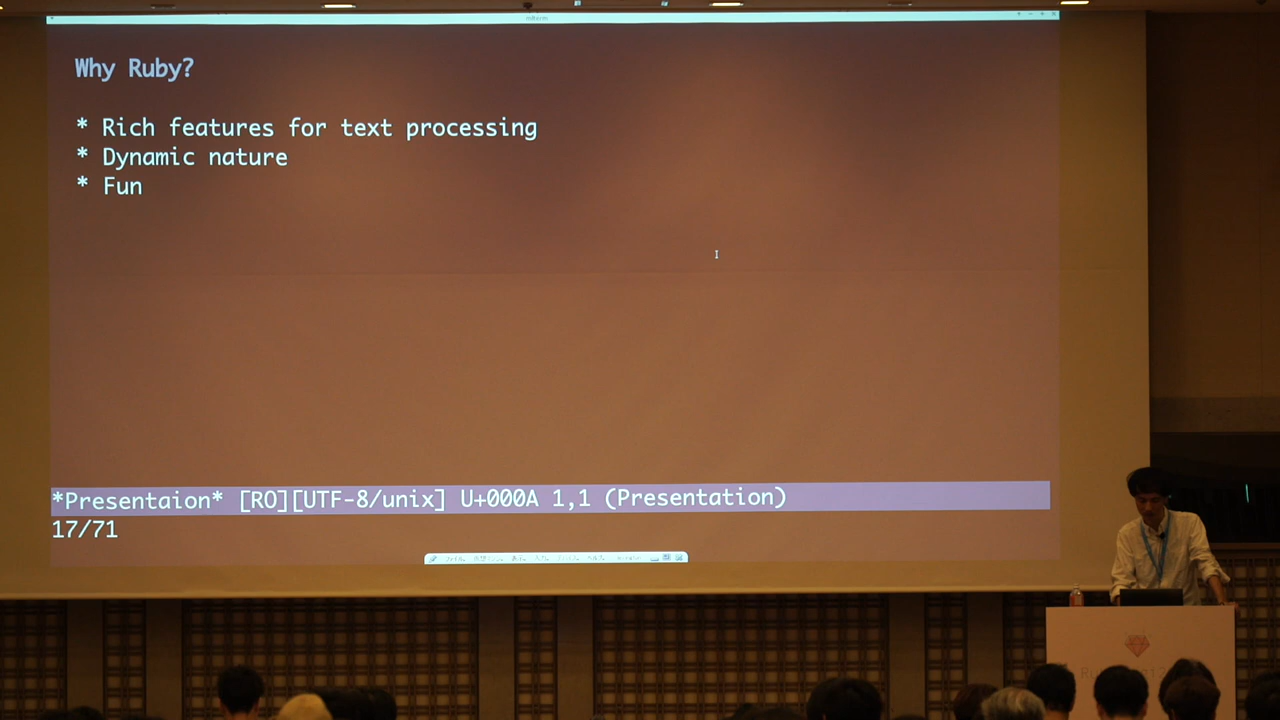 mlterm
Why Ruby?
* Rich features for text processing
* Dynamic nature
* Fun
*Presentaion* [RO][UTF-8/unix] U+000A 1,1 (Presentation)
17/71